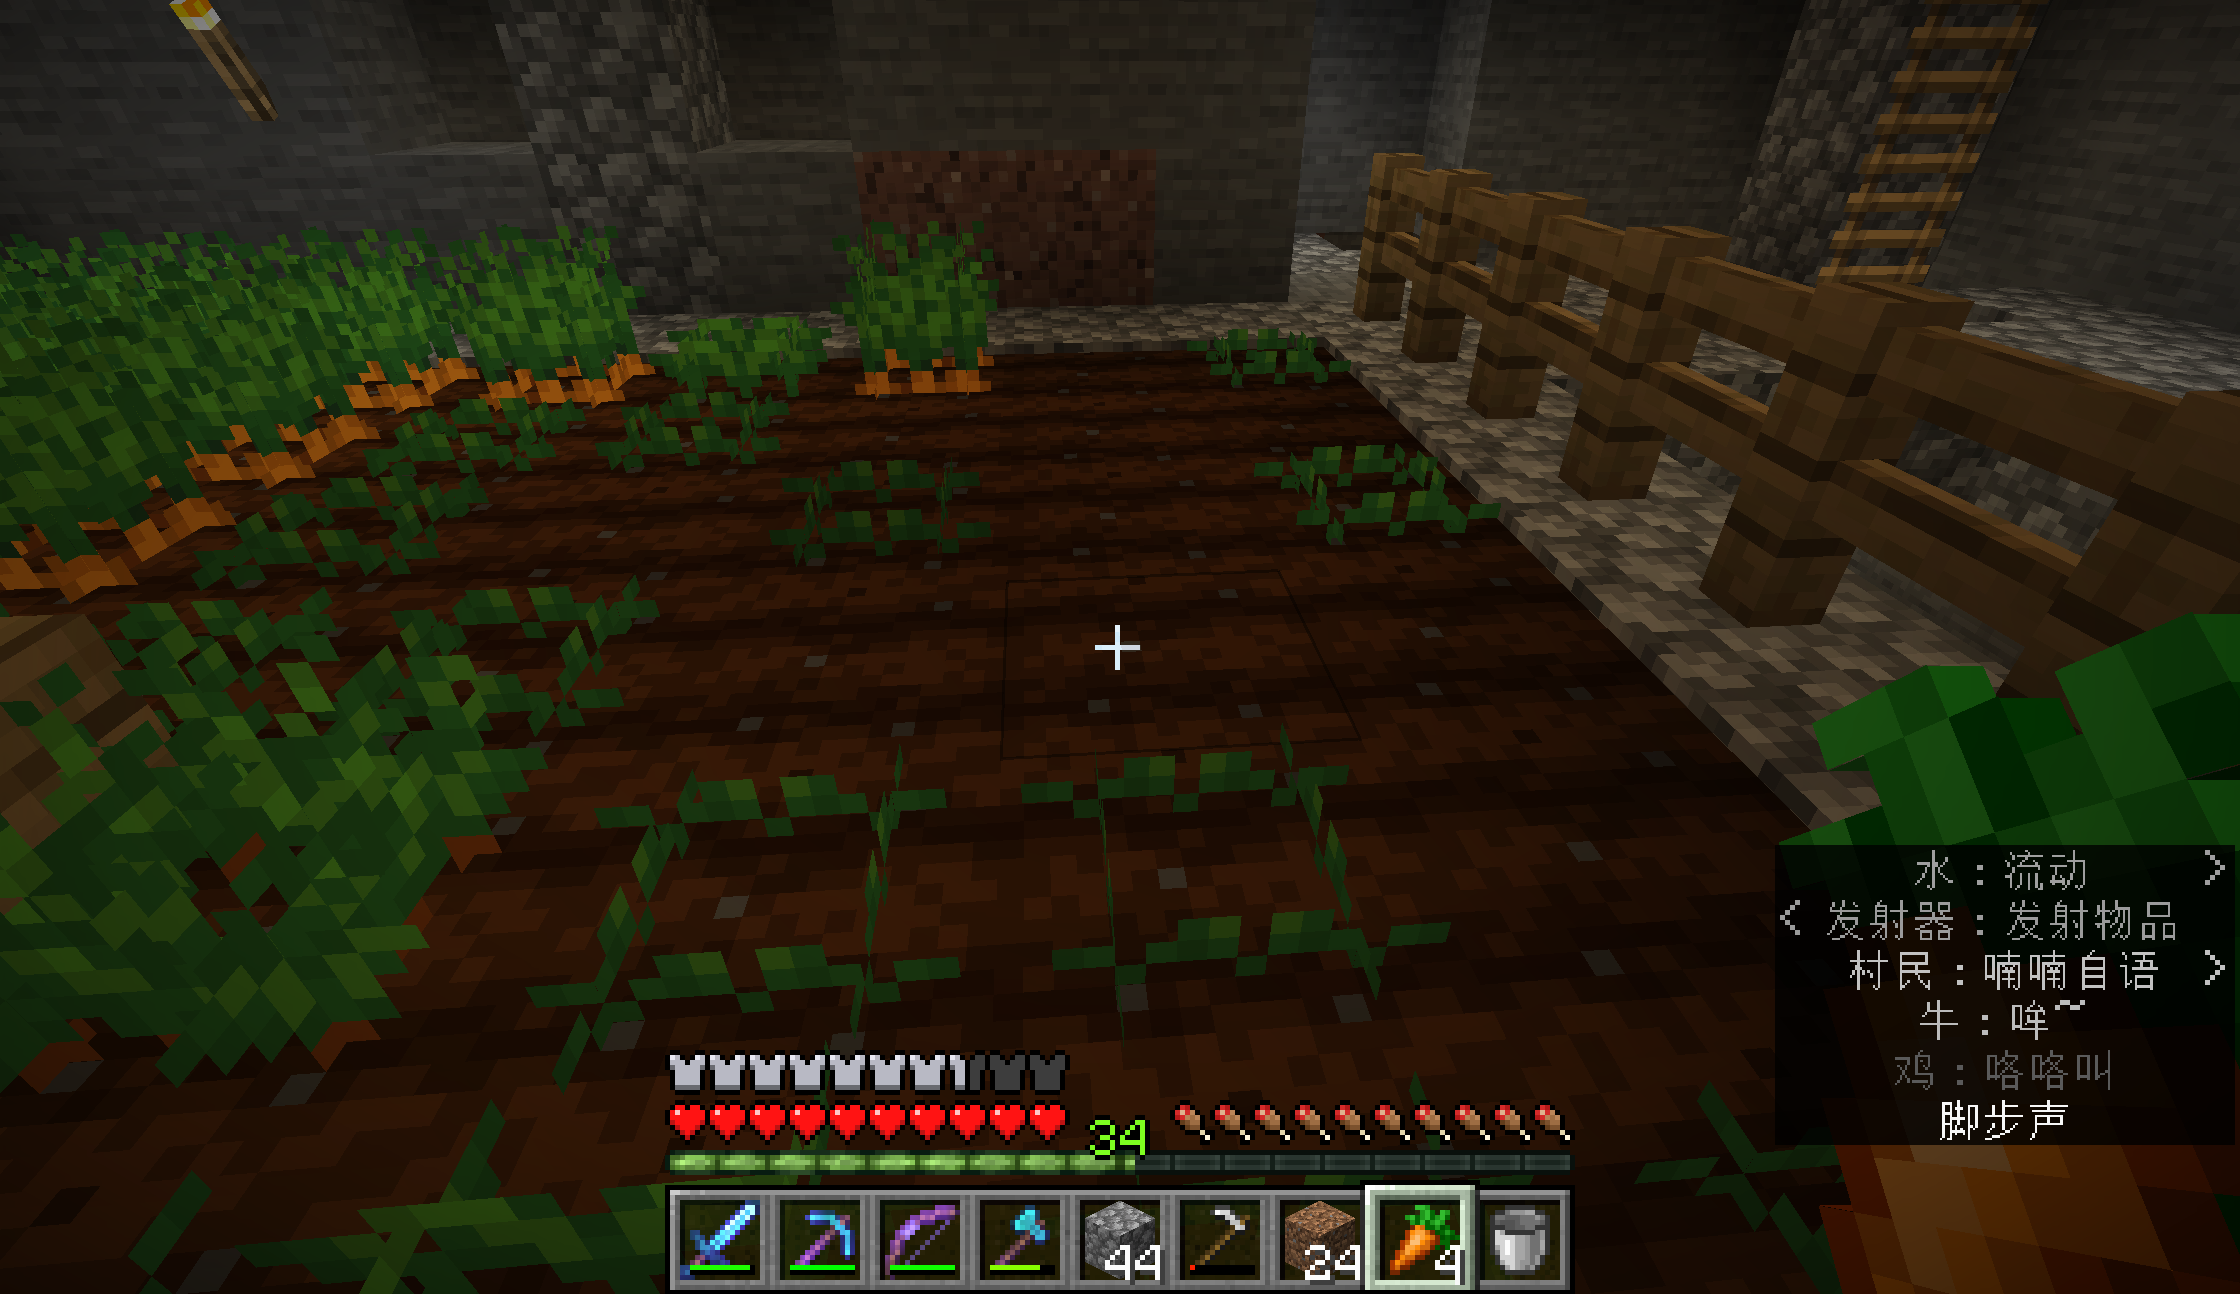 水：流动 >
< 发射器：发射物品
村民：喃喃自语 >
牛：哞~
鸡：咯咯叫
脚步声
34
44 24 4